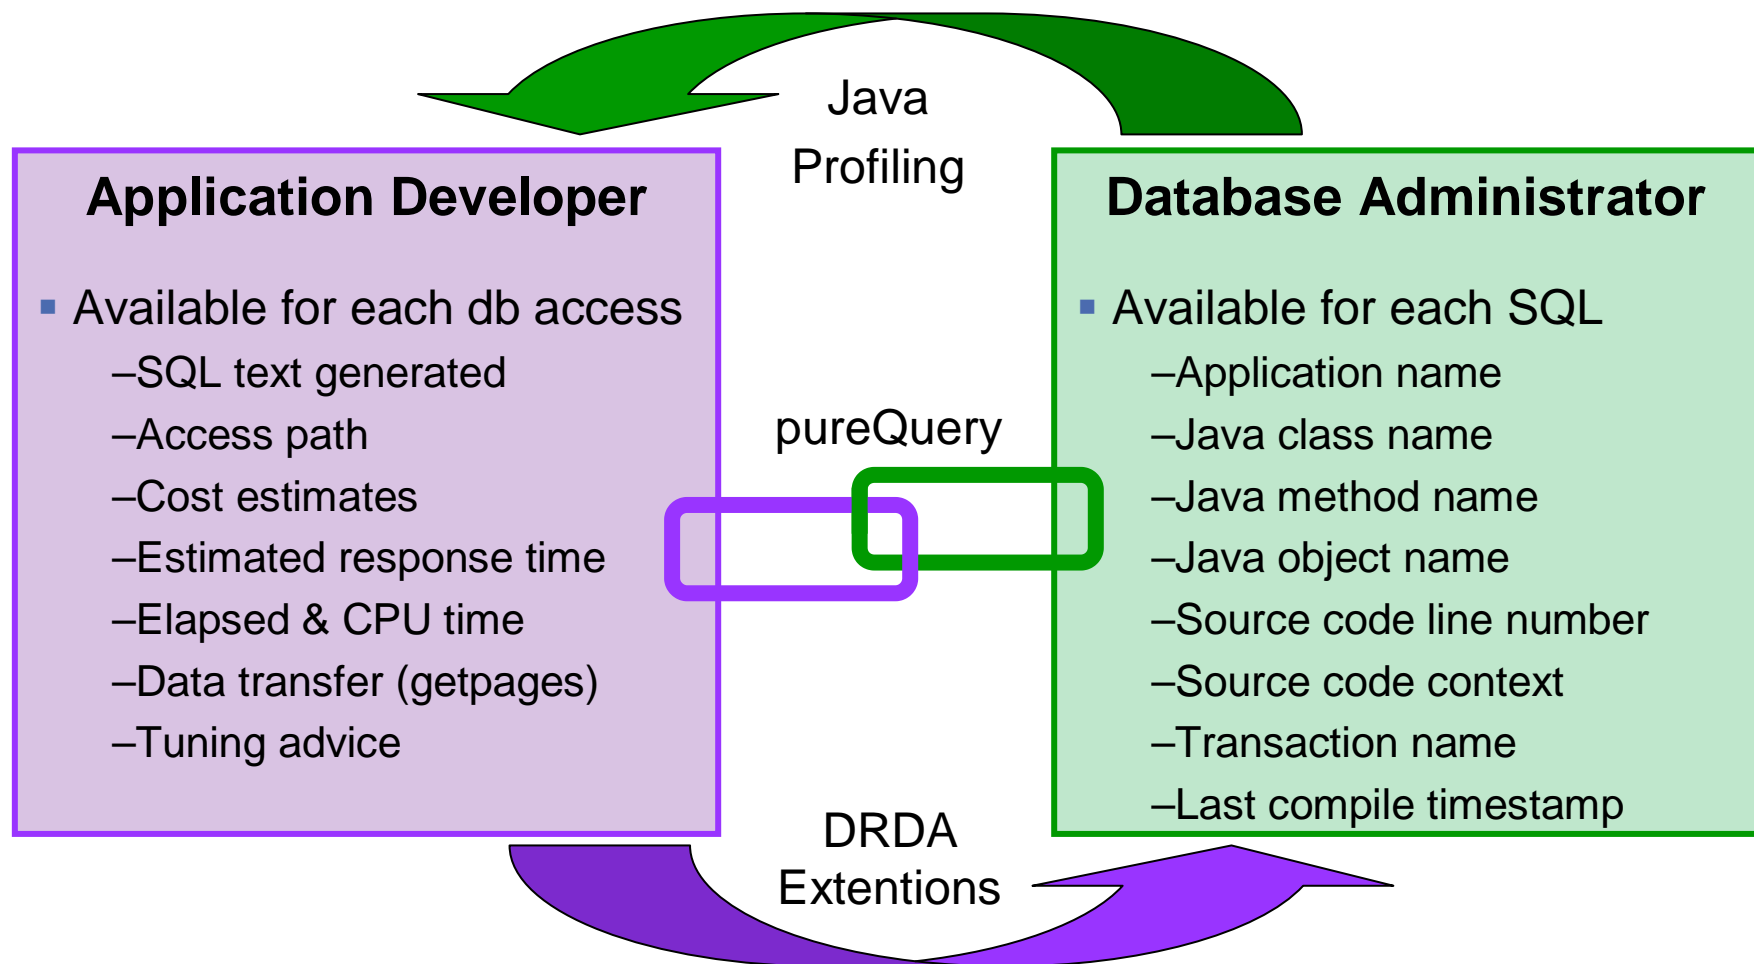 Java
Profiling
Application Developer
▪ Available for each db access
–SQL text generated
–Access path
–Cost estimates
–Estimated response time
–Elapsed & CPU time
–Data transfer (getpages)
–Tuning advice
pureQuery
DRDA
Extentions
Database Administrator
▪ Available for each SQL
–Application name
–Java class name
–Java method name
–Java object name
–Source code line number
–Source code context
–Transaction name
–Last compile timestamp